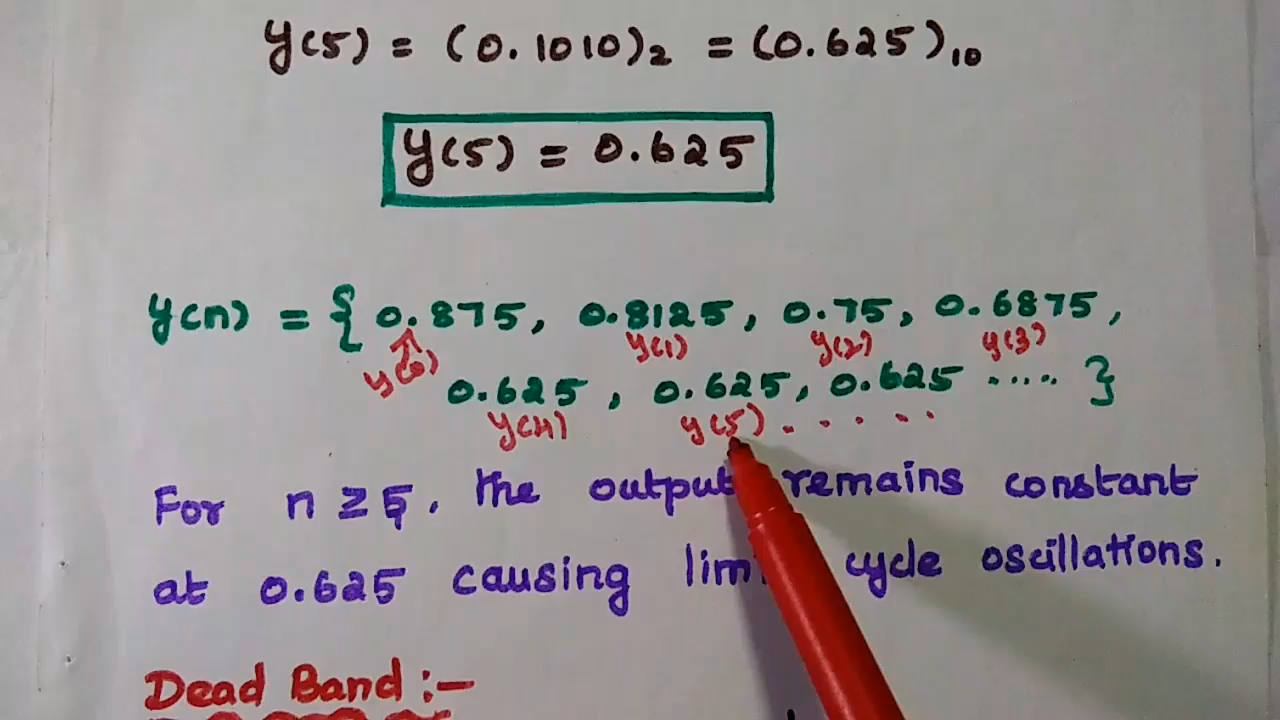 y(5) = (0.1010)₂ = (0.625)₁₀
y(5) = 0.625
y(n) = { 0.875, 0.8125, 0.75, 0.6875,
y(0) y(1) y(2) y(3)
0.625, 0.625, 0.625 ..... }
y(4) y(5) . . . . .
For n ≥ 5, the output remains constant
at 0.625 causing cycle oscillations.
Dead Band :-